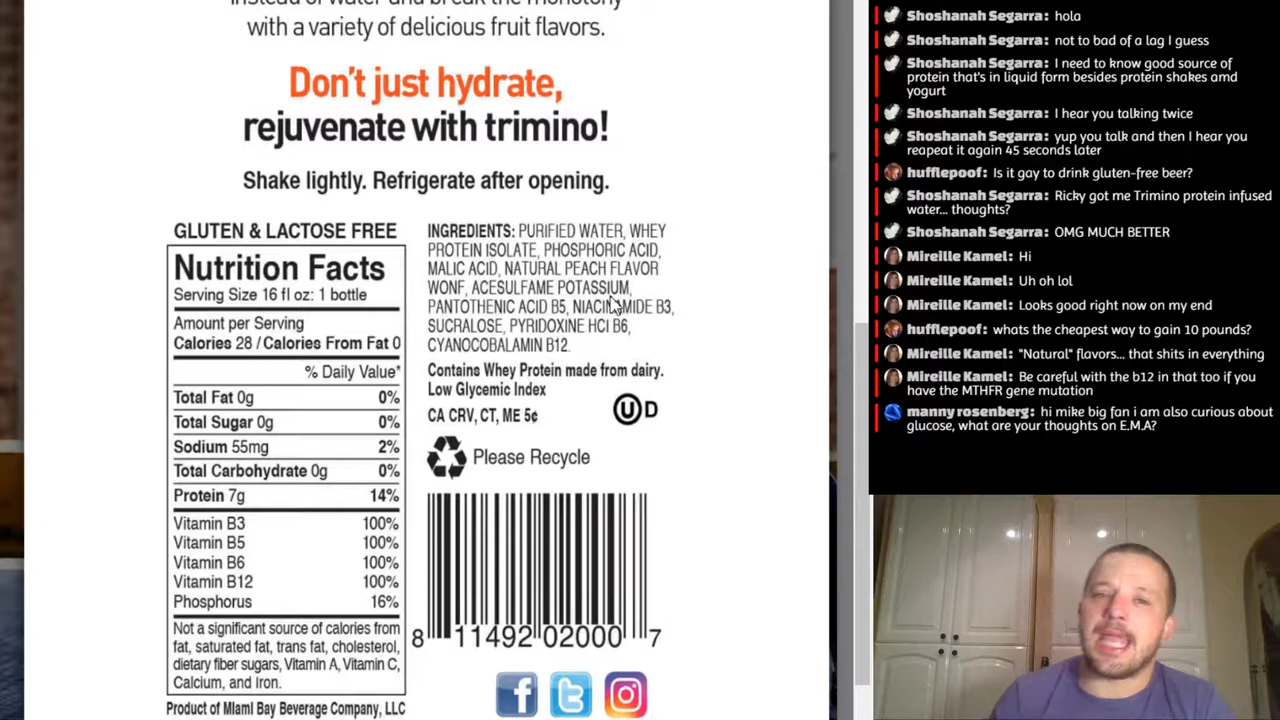 instead of water and break the monotony
with a variety of delicious fruit flavors.
Don't just hydrate,
rejuvenate with trimino!
Shake lightly. Refrigerate after opening.
GLUTEN & LACTOSE FREE
Nutrition Facts
Serving Size 16 fl oz: 1 bottle
Amount per Serving
Calories 28 / Calories From Fat 0
% Daily Value*
Total Fat 0g 0%
Total Sugar 0g 0%
Sodium 55mg 2%
Total Carbohydrate 0g 0%
Protein 7g 14%
Vitamin B3 100%
Vitamin B5 100%
Vitamin B6 100%
Vitamin B12 100%
Phosphorus 16%
Not a significant source of calories from
fat, saturated fat, trans fat, cholesterol,
dietary fiber sugars, Vitamin A, Vitamin C,
Calcium, and Iron.
Product of Miami Bay Beverage Company, LLC
INGREDIENTS: PURIFIED WATER, WHEY
PROTEIN ISOLATE, PHOSPHORIC ACID,
MALIC ACID, NATURAL PEACH FLAVOR
WONF, ACESULFAME POTASSIUM,
PANTOTHENIC ACID B5, NIACINAMIDE B3,
SUCRALOSE, PYRIDOXINE HCl B6,
CYANOCOBALAMIN B12.
Contains Whey Protein made from dairy.
Low Glycemic Index
CA CRV, CT, ME 5¢
U D
Please Recycle
8 11492 02000 7
Shoshanah Segarra: hola
Shoshanah Segarra: not to bad of a lag I guess
Shoshanah Segarra: I need to know good source of
protein that's in liquid form besides protein shakes amd
yogurt
Shoshanah Segarra: I hear you talking twice
Shoshanah Segarra: yup you talk and then I hear you
reapeat it again 45 seconds later
hufflepoof: Is it gay to drink gluten-free beer?
Shoshanah Segarra: Ricky got me Trimino protein infused
water... thoughts?
Shoshanah Segarra: OMG MUCH BETTER
Mireille Kamel: Hi
Mireille Kamel: Uh oh lol
Mireille Kamel: Looks good right now on my end
hufflepoof: whats the cheapest way to gain 10 pounds?
Mireille Kamel: "Natural" flavors... that shits in everything
Mireille Kamel: Be careful with the b12 in that too if you
have the MTHFR gene mutation
manny rosenberg: hi mike big fan i am also curious about
glucose, what are your thoughts on E.M.A?